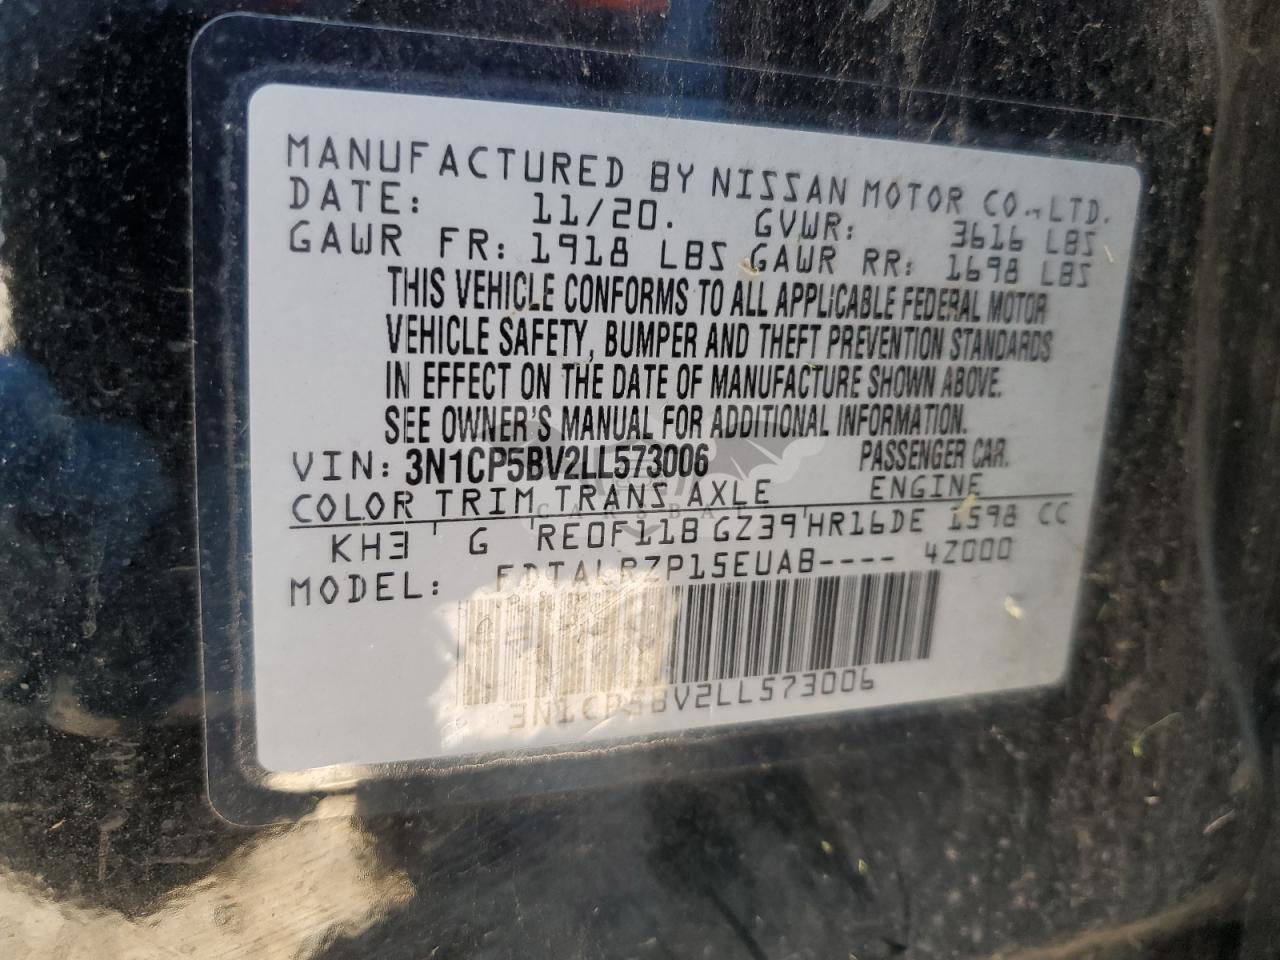 MANUFACTURED BY NISSAN MOTOR CO., LTD.
DATE: 11/20. GVWR: 3616 LBS
GAWR FR: 1918 LBS GAWR RR: 1698 LBS
THIS VEHICLE CONFORMS TO ALL APPLICABLE FEDERAL MOTOR
VEHICLE SAFETY, BUMPER AND THEFT PREVENTION STANDARDS
IN EFFECT ON THE DATE OF MANUFACTURE SHOWN ABOVE.
SEE OWNER'S MANUAL FOR ADDITIONAL INFORMATION.
VIN: 3N1CP5BV2LL573006 PASSENGER CAR.
COLOR TRIM TRANS AXLE ENGINE
KH3 G RE0F11B GZ39 HR16DE 1598 CC
MODEL: FDTALRZP15EUA8---- 4Z000
3N1CP5BV2LL573006